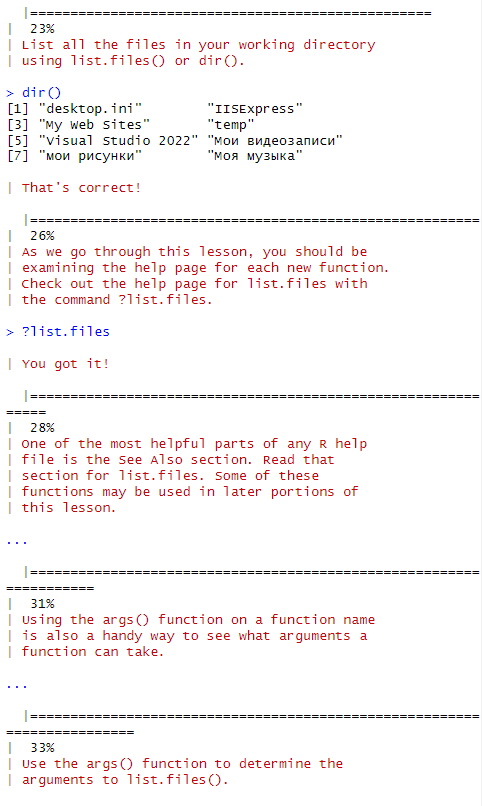 |==================================================
| 23%
| List all the files in your working directory
| using list.files() or dir().
> dir()
[1] "desktop.ini" "IISExpress"
[3] "My Web Sites" "temp"
[5] "Visual Studio 2022" "Мои видеозаписи"
[7] "мои рисунки" "Моя музыка"
| That's correct!
|========================================================
| 26%
| As we go through this lesson, you should be
| examining the help page for each new function.
| Check out the help page for list.files with
| the command ?list.files.
> ?list.files
| You got it!
|========================================================
=====
| 28%
| One of the most helpful parts of any R help
| file is the See Also section. Read that
| section for list.files. Some of these
| functions may be used in later portions of
| this lesson.
...
|========================================================
===========
| 31%
| Using the args() function on a function name
| is also a handy way to see what arguments a
| function can take.
...
|========================================================
================
| 33%
| Use the args() function to determine the
| arguments to list.files().